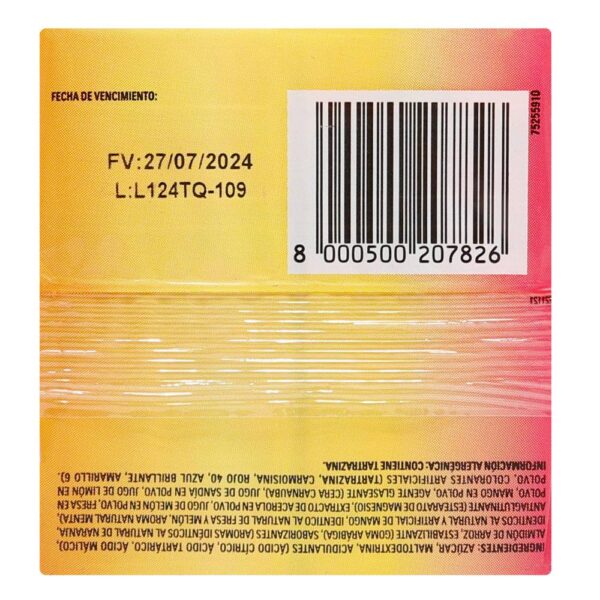 FECHA DE VENCIMIENTO:
FV:27/07/2024
L:L124TQ-109
75255910
8 000500 207826
INGREDIENTES: AZÚCAR, MALTODEXTRINA, ACIDULANTES (ÁCIDO CÍTRICO, ÁCIDO TARTÁRICO, ÁCIDO MÁLICO),
ALMIDÓN DE ARROZ, ESTABILIZANTE (GOMA ARÁBIGA), SABORIZANTES (AROMAS IDÉNTICOS AL NATURAL DE NARANJA,
IDÉNTICOS AL NATURAL Y ARTIFICIAL DE MANGO, IDÉNTICO AL NATURAL DE FRESA Y MELÓN, AROMA NATURAL MENTA),
ANTIAGLUTINANTE (ESTEARATO DE MAGNESIO), EXTRACTO DE ACEROLA EN POLVO, JUGO DE MELÓN EN POLVO, FRESA EN
POLVO, MANGO EN POLVO, AGENTE GLASEANTE (CERA CARNAUBA), JUGO DE SANDÍA EN POLVO, JUGO DE LIMÓN EN
POLVO, COLORANTES ARTIFICIALES (TARTRAZINA, CARMOISINA, ROJO 40, AZUL BRILLANTE, AMARILLO 6).
INFORMACIÓN ALERGÉNICA: CONTIENE TARTRAZINA.